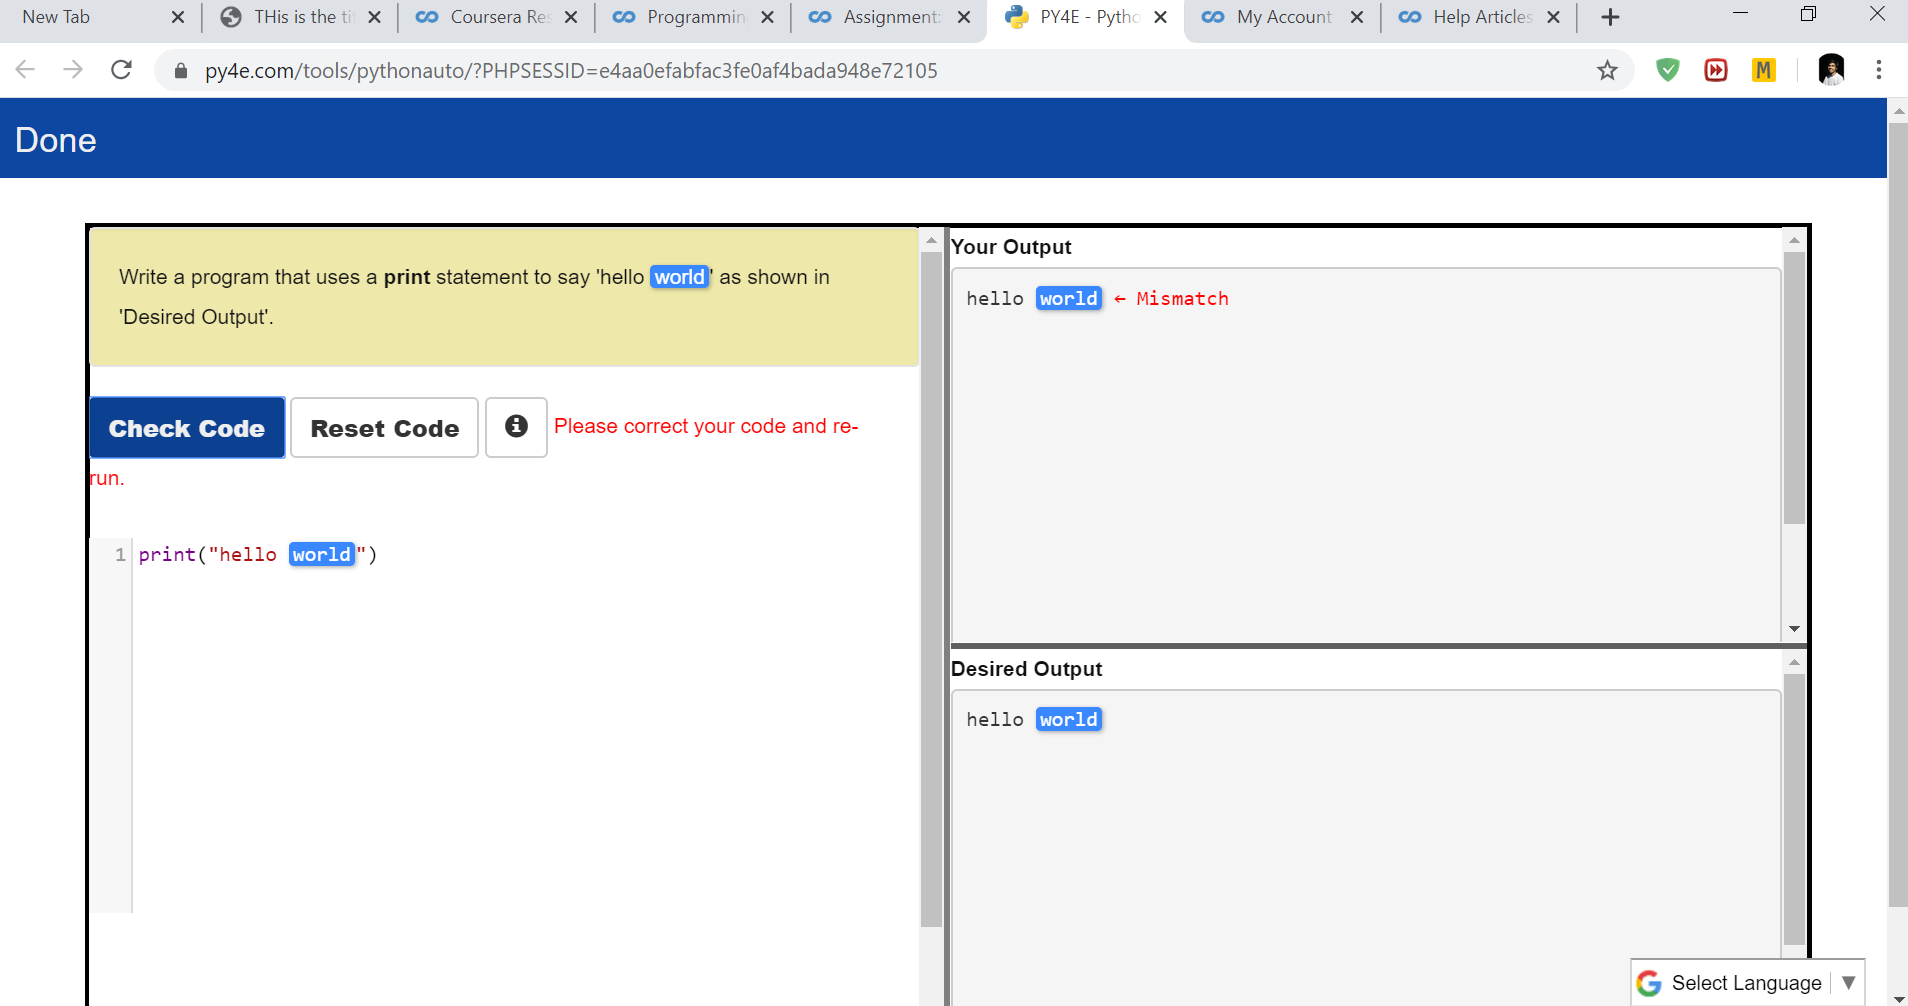 New Tab
THis is the ti
Coursera Res
Programmin
Assignment:
PY4E - Pytho
My Account
Help Articles
py4e.com/tools/pythonauto/?PHPSESSID=e4aa0efabfac3fe0af4bada948e72105
M
Done
Write a program that uses a print statement to say 'hello world' as shown in
'Desired Output'.
Check Code
Reset Code
Please correct your code and re-
run.
1 print("hello world")
Your Output
hello world ← Mismatch
Desired Output
hello world
Select Language